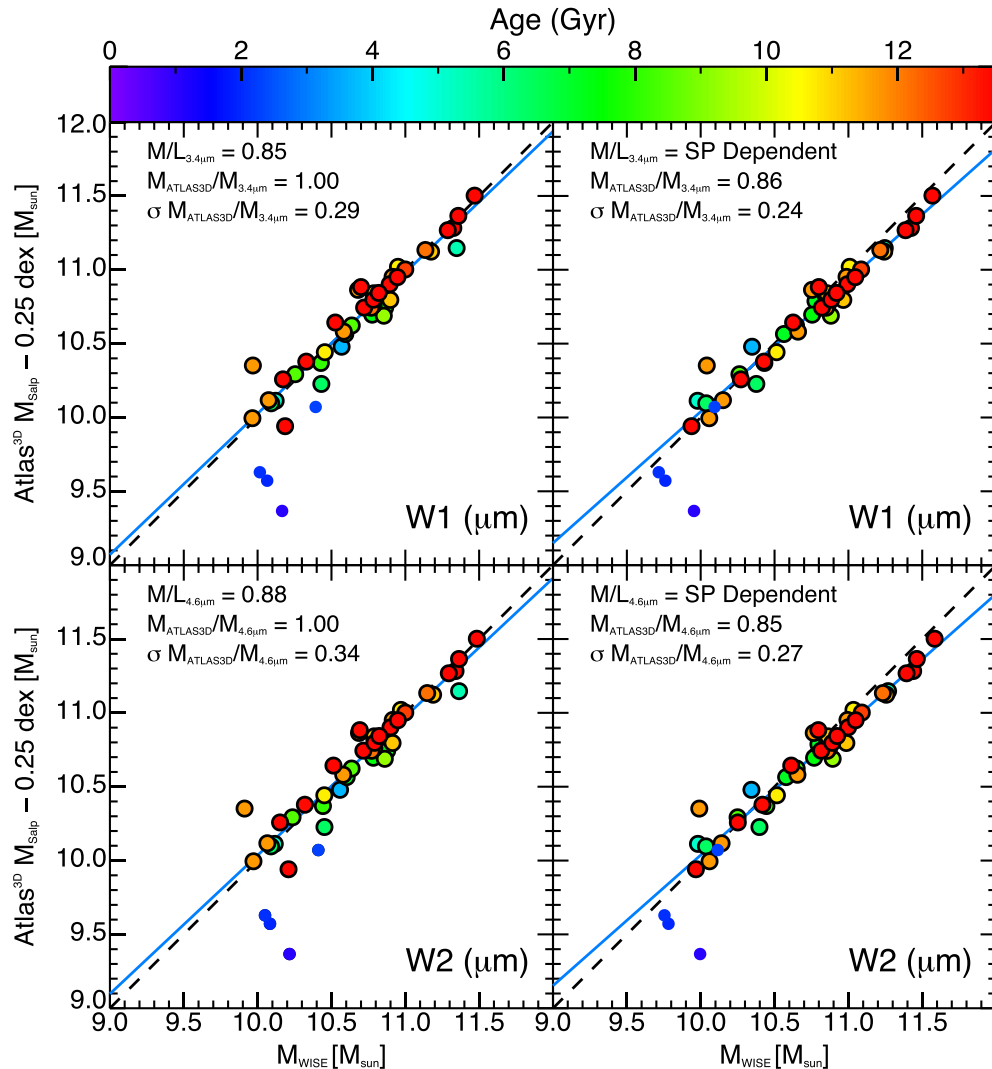 Age (Gyr)
0 2 4 6 8 10 12
M/L3.4μm = 0.85
MATLAS3D/M3.4μm = 1.00
σ MATLAS3D/M3.4μm = 0.29
W1 (μm)
M/L3.4μm = SP Dependent
MATLAS3D/M3.4μm = 0.86
σ MATLAS3D/M3.4μm = 0.24
W1 (μm)
12.0
11.5
11.0
10.5
10.0
9.5
9.0
Atlas3D MSalp − 0.25 dex [Msun]
M/L4.6μm = 0.88
MATLAS3D/M4.6μm = 1.00
σ MATLAS3D/M4.6μm = 0.34
W2 (μm)
M/L4.6μm = SP Dependent
MATLAS3D/M4.6μm = 0.85
σ MATLAS3D/M4.6μm = 0.27
W2 (μm)
11.5
11.0
10.5
10.0
9.5
9.0
Atlas3D MSalp − 0.25 dex [Msun]
9.0 9.5 10.0 10.5 11.0 11.5 9.0 9.5 10.0 10.5 11.0 11.5
MWISE [Msun] MWISE [Msun]